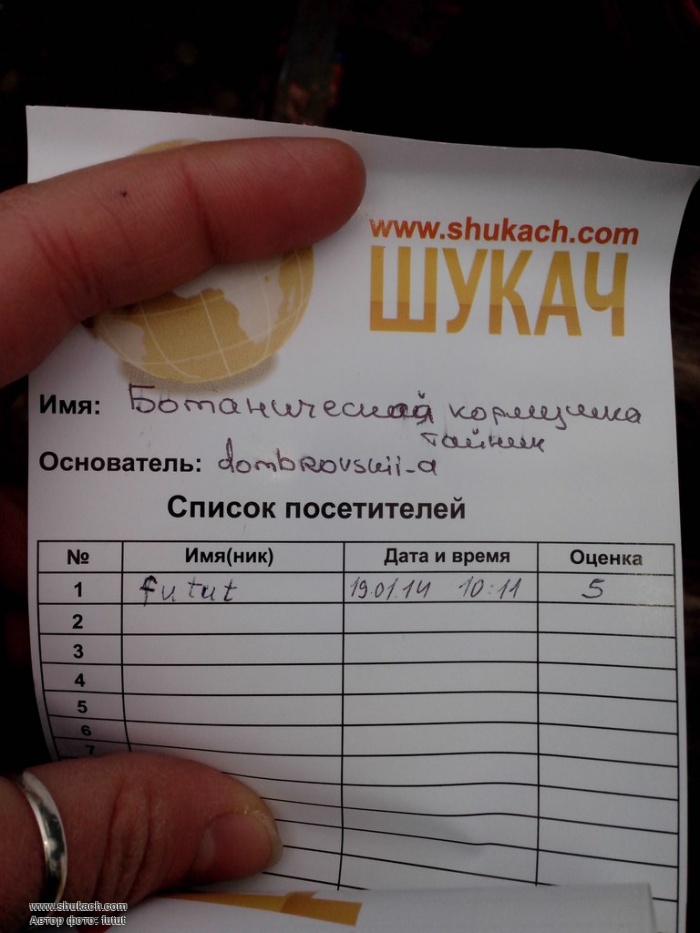 www.shukach.com
ШУКАЧ
Имя: Ботанический кормушка
тайник
Основатель: dombrovskii-a
Список посетителей
№ Имя(ник) Дата и время Оценка
1 futut 19.01.14 10:11 5
2
3
4
5
6
7
www.shukach.com
Автор фото: futut